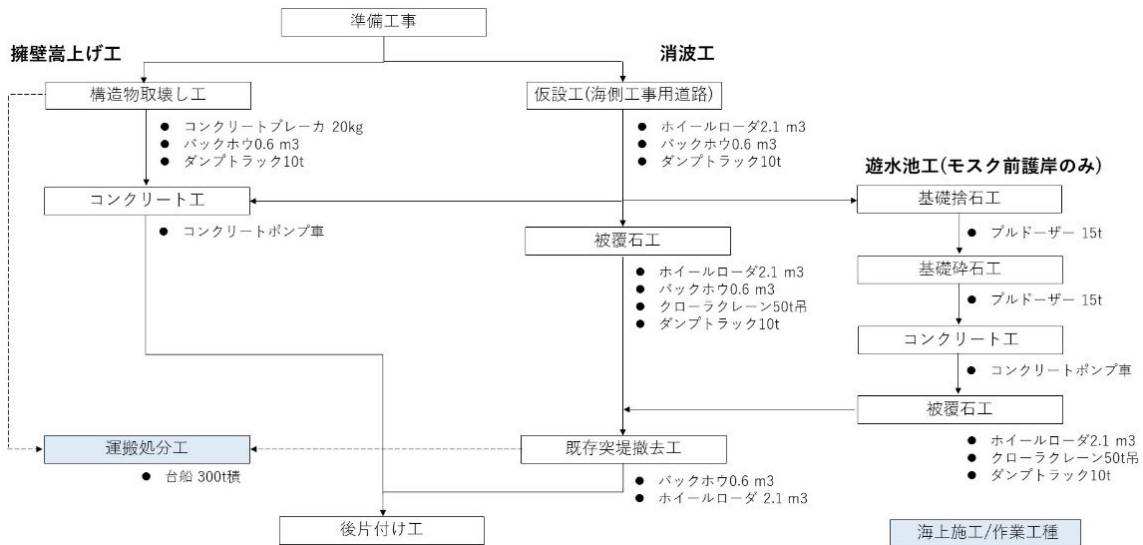 準備工事
擁壁嵩上げ工
消波工
構造物取壊し工
仮設工(海側工事用道路)
● コンクリートブレーカ 20kg
● バックホウ0.6 m3
● ダンプトラック10t
● ホイールローダ2.1 m3
● バックホウ0.6 m3
● ダンプトラック10t
遊水池工(モスク前護岸のみ)
コンクリート工
● コンクリートポンプ車
基礎捨石工
● ブルドーザー 15t
被覆石工
● ホイールローダ2.1 m3
● バックホウ0.6 m3
● クローラクレーン50t吊
● ダンプトラック10t
基礎砕石工
● ブルドーザー 15t
コンクリート工
● コンクリートポンプ車
被覆石工
● ホイールローダ2.1 m3
● クローラクレーン50t吊
● ダンプトラック10t
運搬処分工
● 台船 300t積
既存突堤撤去工
● バックホウ0.6 m3
● ホイールローダ 2.1 m3
後片付け工
海上施工/作業工種